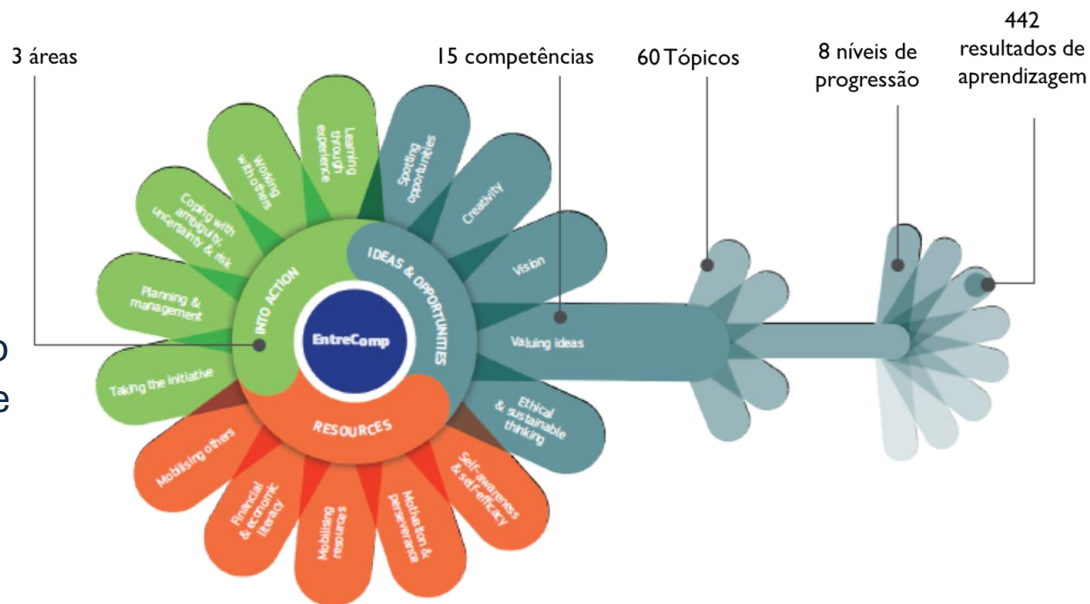 442
resultados de
aprendizagem
3 áreas
15 competências
60 Tópicos
8 níveis de
progressão
Learning
through
experience
Spotting
opportunities
Working
with others
Creativity
Coping with
ambiguity,
uncertainty & risk
Vision
IDEAS & OPPORTUNITIES
INTO ACTION
Planning &
management
EntreComp
Valuing ideas
o
e
Taking the initiative
Ethical
& sustainable
thinking
RESOURCES
Mobilising others
Self-awareness
& self-efficacy
Financial
& economic
literacy
Mobilising
resources
Motivation &
perseverance